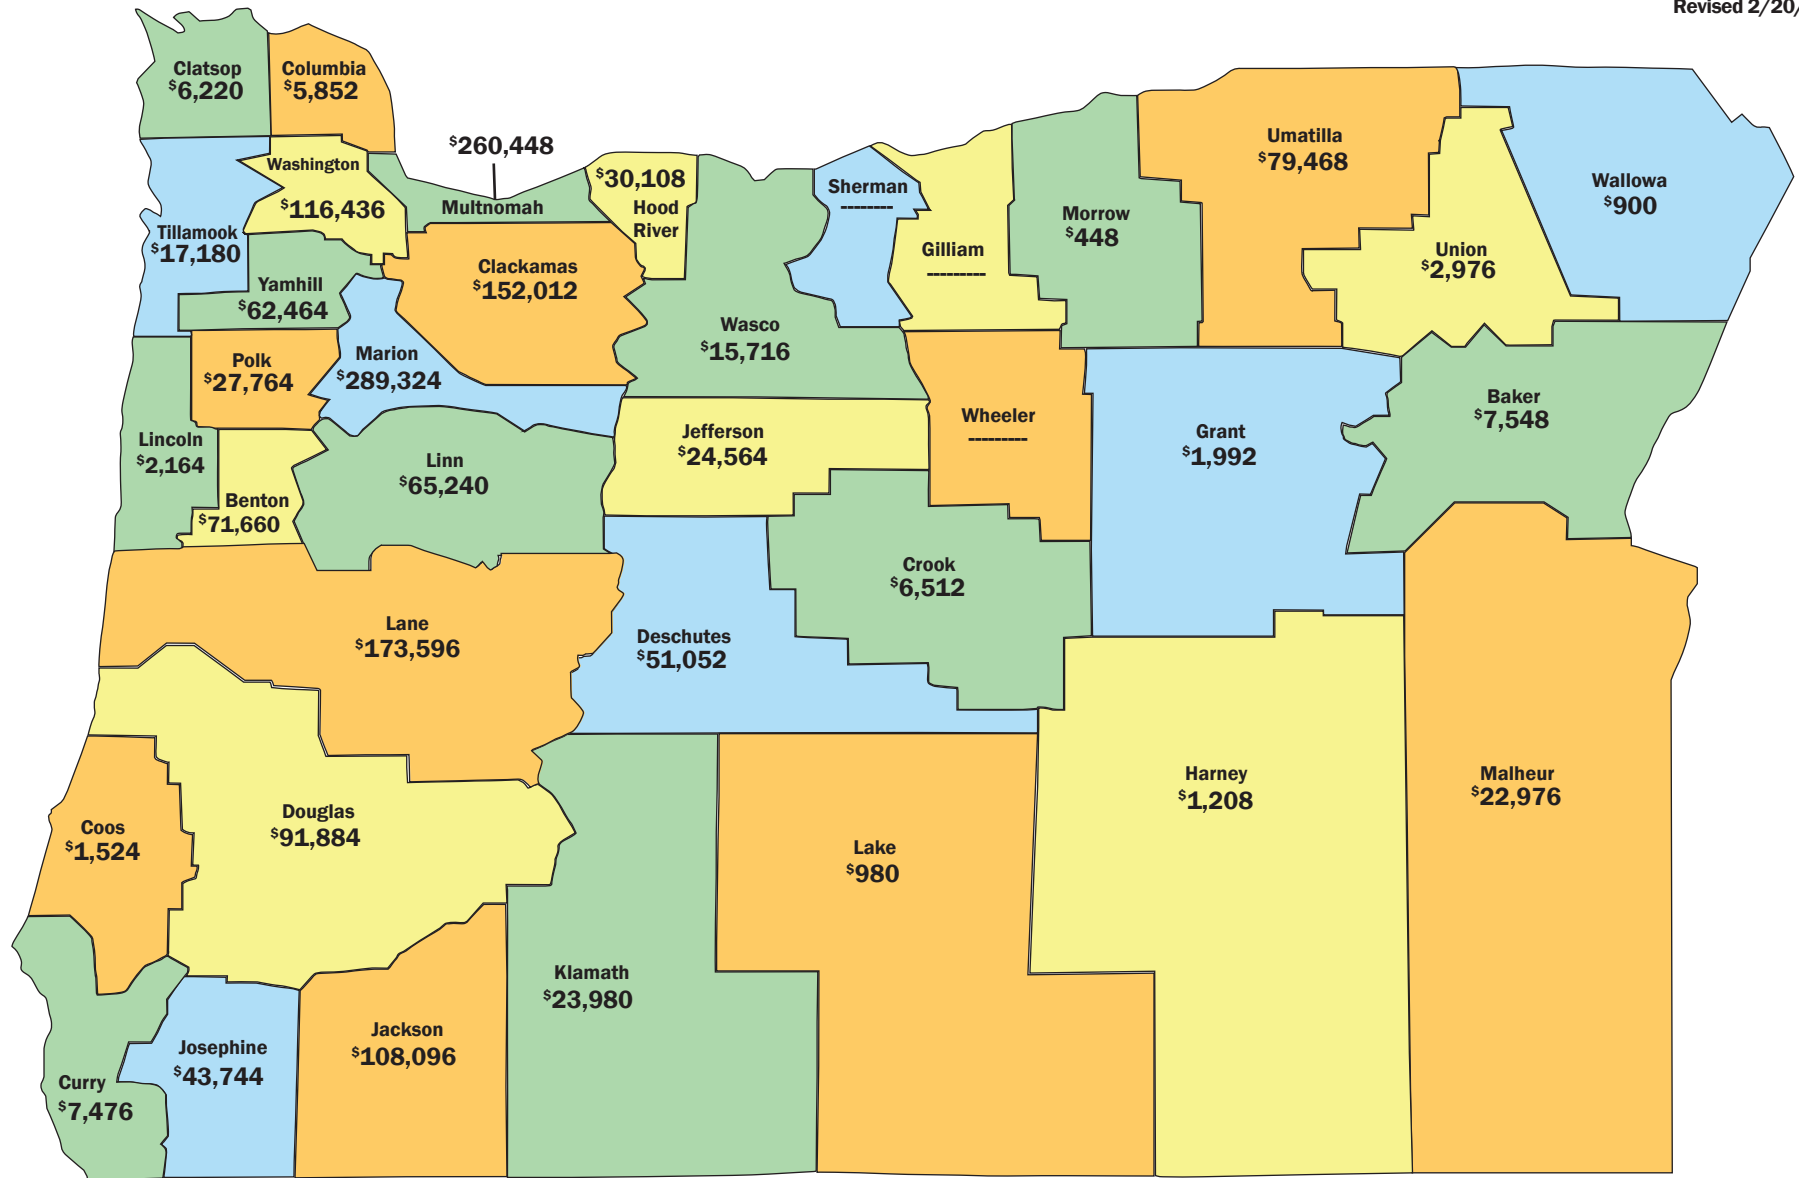 Revised 2/20/
Clatsop
$6,220
Columbia
$5,852
$260,448
Washington
$116,436
Multnomah
$30,108
Hood
River
Sherman
---------
Gilliam
----------
Morrow
$448
Umatilla
$79,468
Union
$2,976
Wallowa
$900
Tillamook
$17,180
Yamhill
$62,464
Clackamas
$152,012
Wasco
$15,716
Polk
$27,764
Marion
$289,324
Jefferson
$24,564
Wheeler
----------
Grant
$1,992
Baker
$7,548
Lincoln
$2,164
Benton
$71,660
Linn
$65,240
Crook
$6,512
Lane
$173,596
Deschutes
$51,052
Douglas
$91,884
Coos
$1,524
Lake
$980
Harney
$1,208
Malheur
$22,976
Klamath
$23,980
Jackson
$108,096
Josephine
$43,744
Curry
$7,476